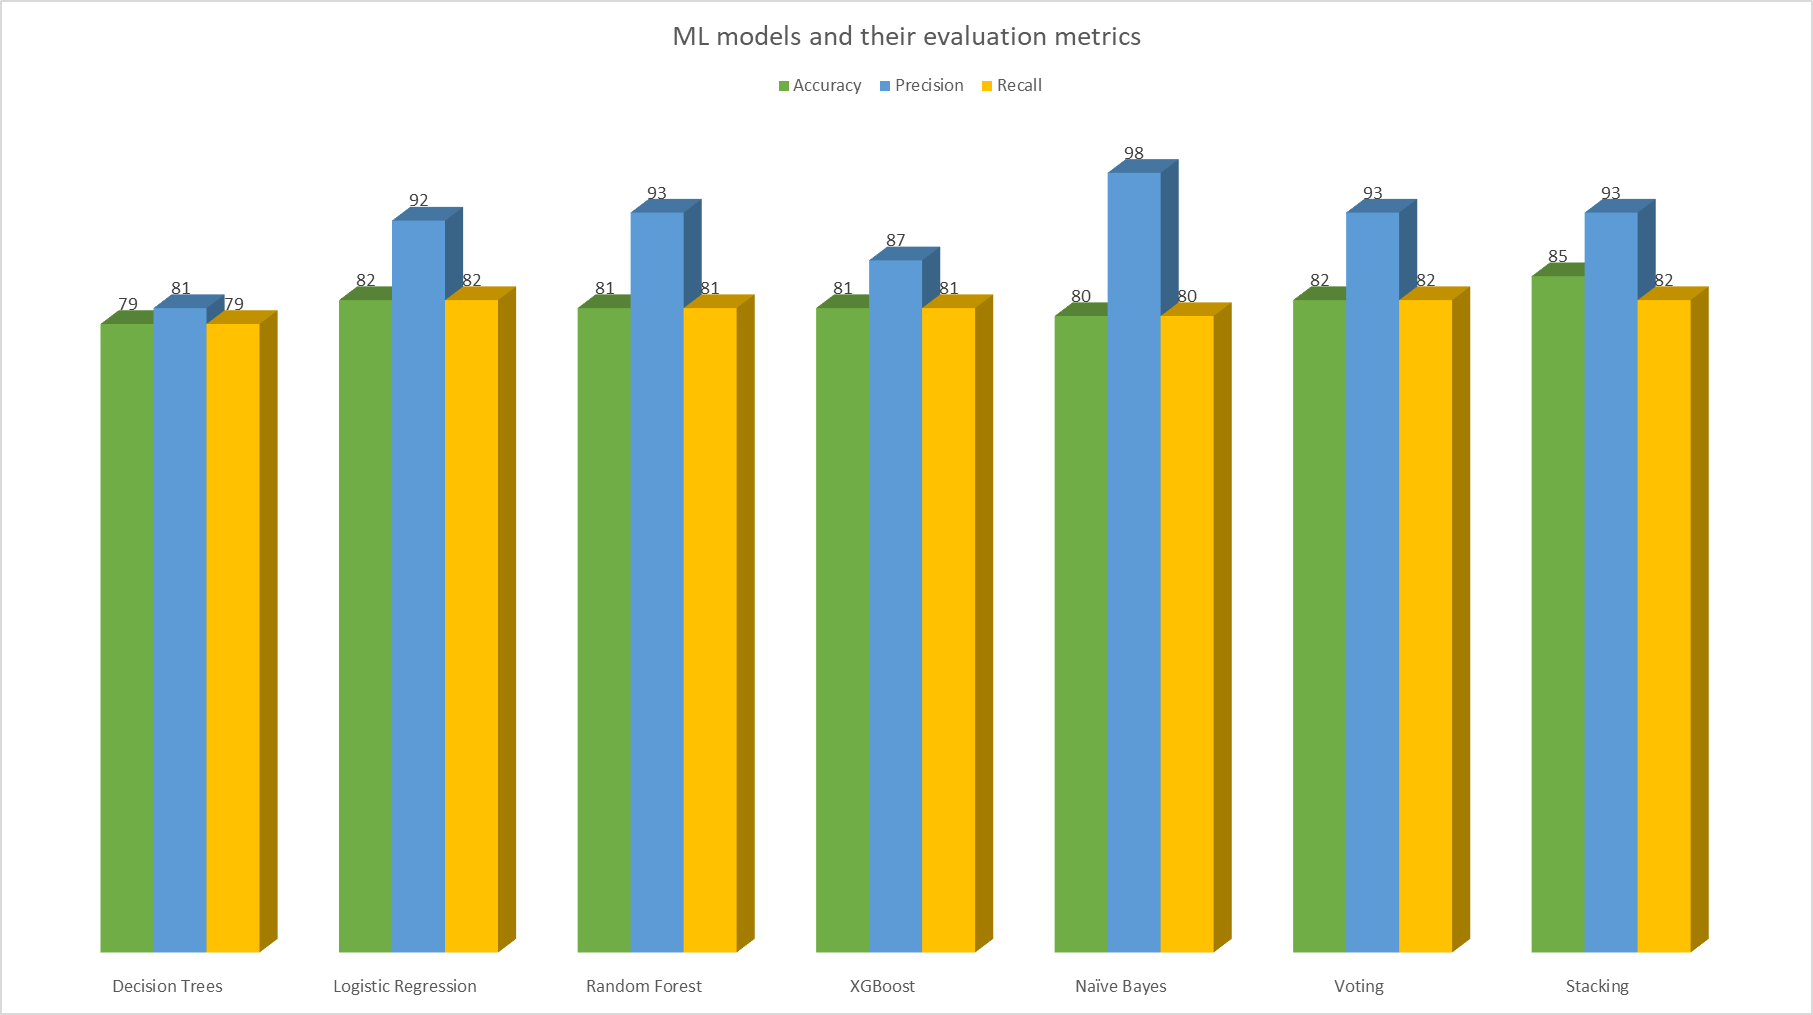 ML models and their evaluation metrics
Accuracy Precision Recall
79 81 79
82 92 82
81 93 81
81 87 81
80 98 80
82 93 82
85 93 82
Decision Trees Logistic Regression Random Forest XGBoost Naïve Bayes Voting Stacking